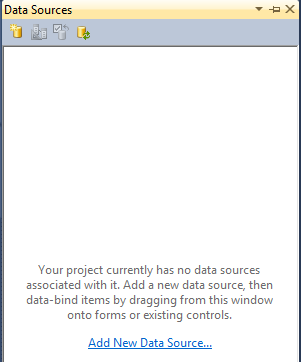 Data Sources
Your project currently has no data sources
associated with it. Add a new data source, then
data-bind items by dragging from this window
onto forms or existing controls.
Add New Data Source...